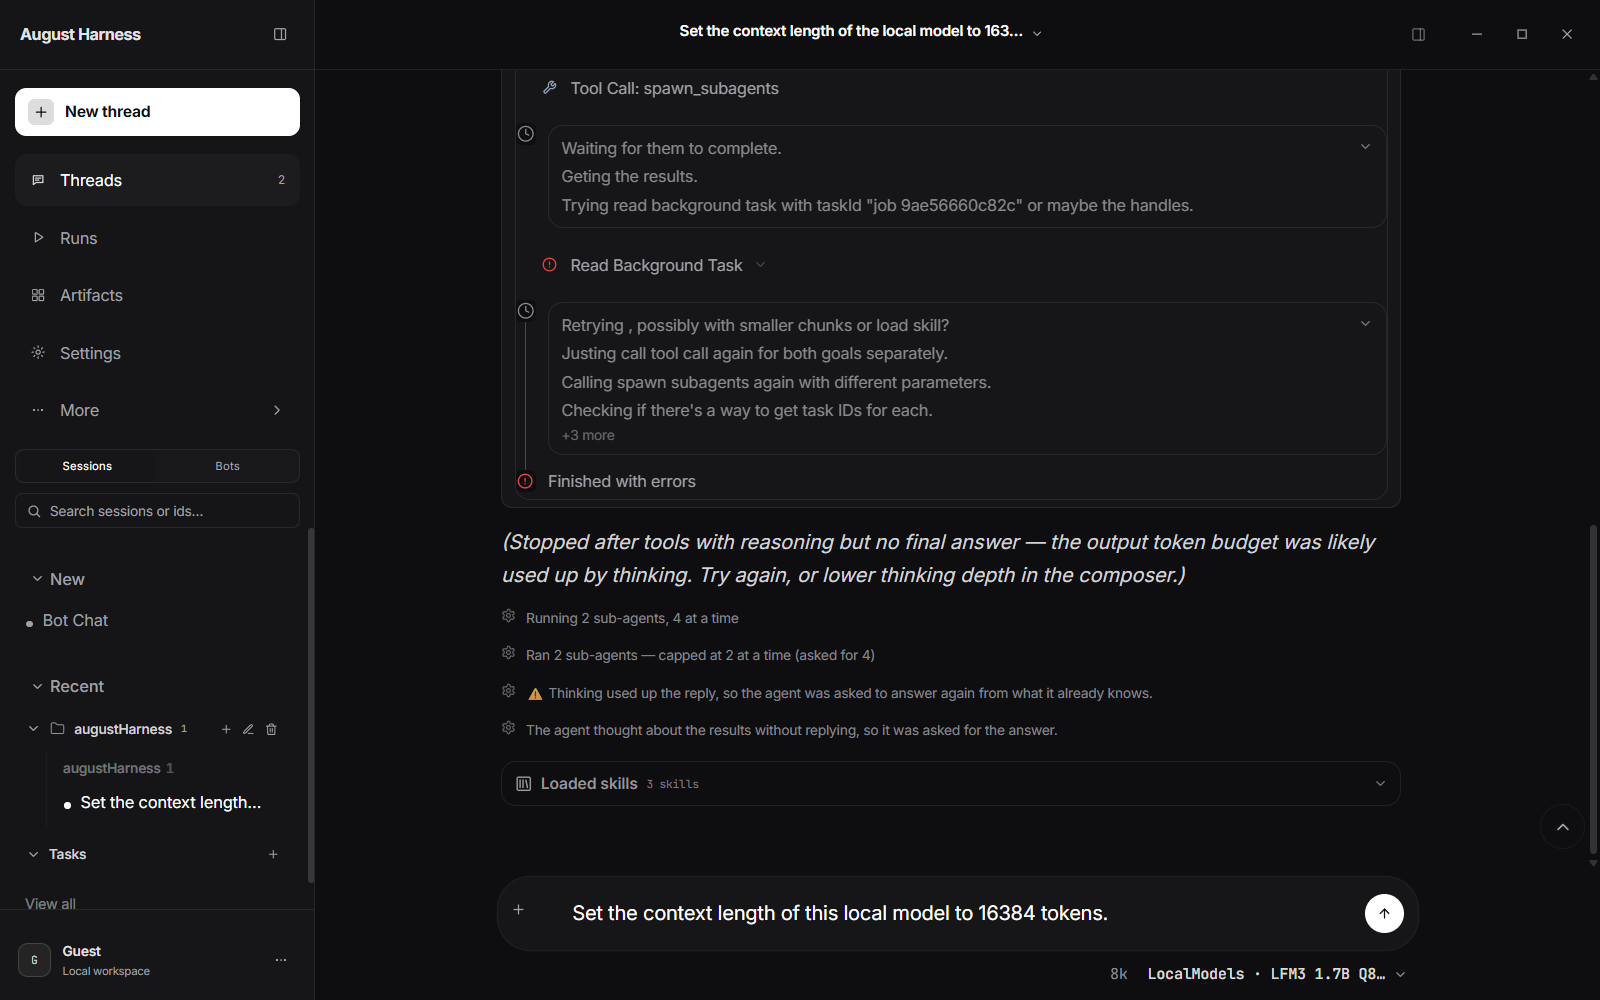 August Harness
New thread
Threads 2
Runs
Artifacts
Settings
More
Sessions Bots
Search sessions or ids...
New
Bot Chat
Recent
augustHarness 1
augustHarness 1
Set the context length...
Tasks
View all
G
Guest
Local workspace
Set the context length of the local model to 163...
Tool Call: spawn_subagents
Waiting for them to complete.
Geting the results.
Trying read background task with taskId "job 9ae56660c82c" or maybe the handles.
Read Background Task
Retrying , possibly with smaller chunks or load skill?
Justing call tool call again for both goals separately.
Calling spawn subagents again with different parameters.
Checking if there's a way to get task IDs for each.
+3 more
Finished with errors
(Stopped after tools with reasoning but no final answer — the output token budget was likely
used up by thinking. Try again, or lower thinking depth in the composer.)
Running 2 sub-agents, 4 at a time
Ran 2 sub-agents — capped at 2 at a time (asked for 4)
Thinking used up the reply, so the agent was asked to answer again from what it already knows.
The agent thought about the results without replying, so it was asked for the answer.
Loaded skills 3 skills
Set the context length of this local model to 16384 tokens.
8k LocalModels · LFM3 1.7B Q8…